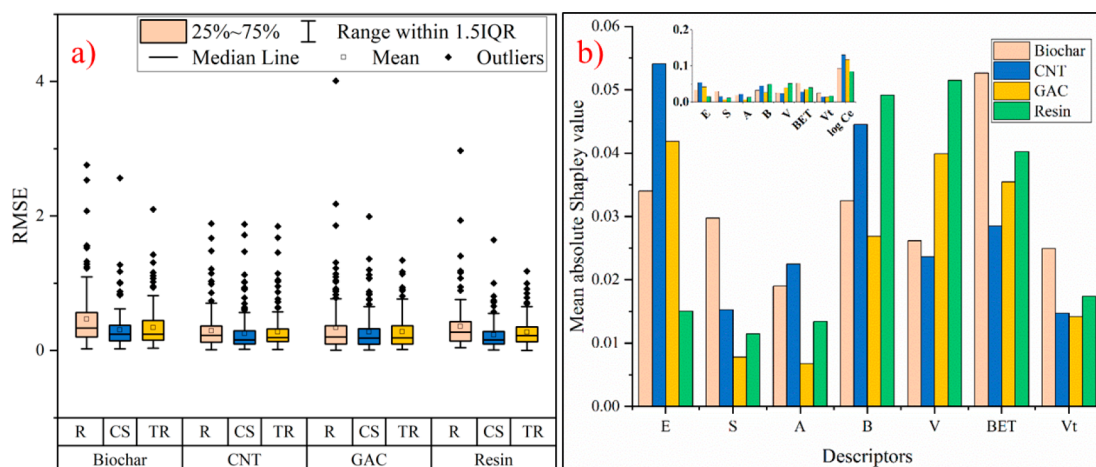 a)
25%~75% Range within 1.5IQR
Median Line Mean Outliers
4
2
0
RMSE
R CS TR R CS TR R CS TR R CS TR
Biochar CNT GAC Resin
b)
0.06
0.05
0.04
0.03
0.02
0.01
0.00
Mean absolute Shapley value
0.2
0.1
0.0
E S A B V BET Vt log Ce
Biochar
CNT
GAC
Resin
E S A B V BET Vt
Descriptors